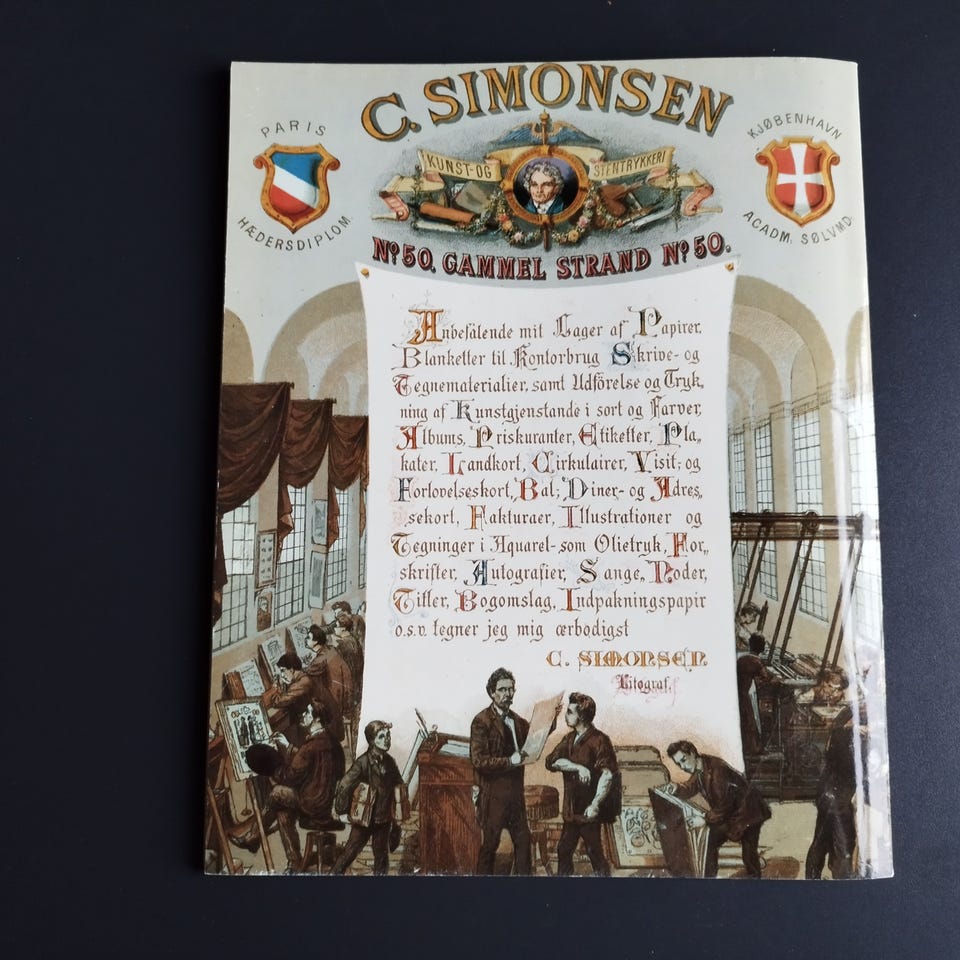 C. SIMONSEN
PARIS
HÆDERSDIPLOM.
KUNST-OG
STENTRYKKERI
KJØBENHAVN
ACADM. SØLVMD.
No 50. GAMMEL STRAND No 50.
Anbefalende mit Lager af Papirer,
Blanketter til Kontorbrug Skrive- og
Tegnematerialier, samt Udförelse og Tryk„
ning af Kunstgjenstande i sort og Farver,
Albums, Priskuranter, Etiketter, Pla„
kater, Landkort, Cirkulairer, Visit- og
Forlovelseskort, Bal-, Diner- og Adres„
sekort, Fakturaer, Illustrationer og
Tegninger i Aquarel- som Olietryk, For„
skrifter, Autografier, Sange, Noder,
Titler, Bogomslag, Indpakningspapir
o.s.v. tegner jeg mig ærbodigst
C. SIMONSEN
Litograf.